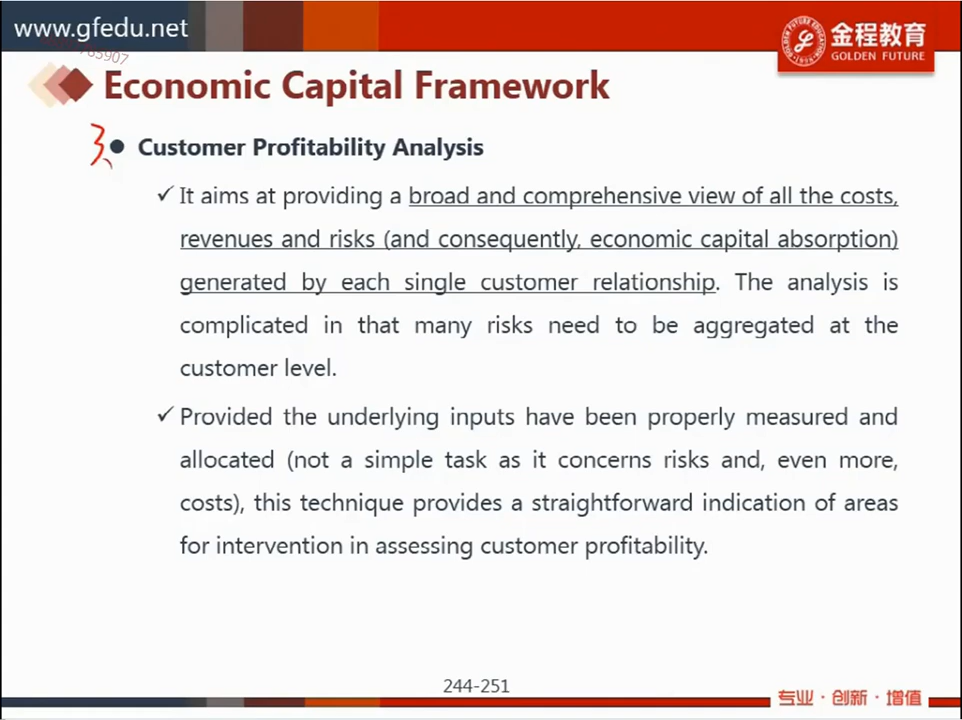 www.gfedu.net
金程教育
GOLDEN FUTURE
Economic Capital Framework
3、
• Customer Profitability Analysis
✓ It aims at providing a broad and comprehensive view of all the costs,
revenues and risks (and consequently, economic capital absorption)
generated by each single customer relationship. The analysis is
complicated in that many risks need to be aggregated at the
customer level.
✓ Provided the underlying inputs have been properly measured and
allocated (not a simple task as it concerns risks and, even more,
costs), this technique provides a straightforward indication of areas
for intervention in assessing customer profitability.
244-251
专业·创新·增值